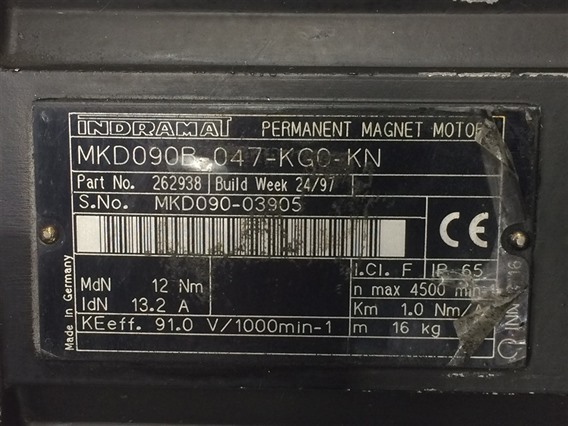 INDRAMAT PERMANENT MAGNET MOTOR
MKD090B-047-KG0-KN
Part No. 262938 Build Week 24/97
S.No. MKD090-03905
CE
I.Cl. F IP 65
MdN 12 Nm n max 4500 min
IdN 13.2 A Km 1.0 Nm/A
KEeff. 91.0 V/1000min-1 m 16 kg
Made in Germany